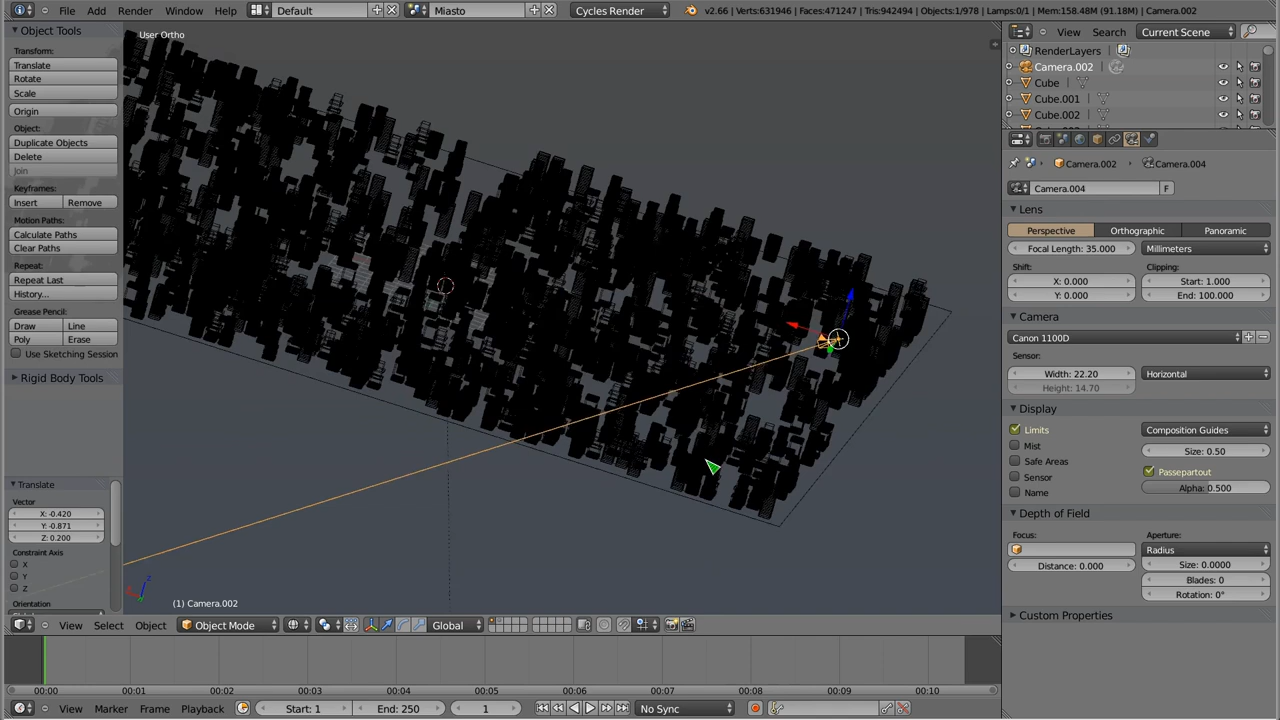 File Add Render Window Help Default Miasto Cycles Render v2.66 | Verts:631946 | Faces:471247 | Tris:942494 | Objects:1/978 | Lamps:0/1 | Mem:158.48M (91.18M) | Camera.002
Object Tools
Transform:
Translate
Rotate
Scale
Origin
Object:
Duplicate Objects
Delete
Join
Keyframes:
Insert Remove
Motion Paths:
Calculate Paths
Clear Paths
Repeat:
Repeat Last
History...
Grease Pencil:
Draw Line
Poly Erase
Use Sketching Session
Rigid Body Tools
Translate
Vector
X: -0.420
Y: -0.871
Z: 0.200
Constraint Axis
X
Y
Z
Orientation
User Ortho
(1) Camera.002
View Select Object Object Mode Global
00:00 00:01 00:02 00:03 00:04 00:05 00:06 00:07 00:08 00:09 00:10
View Marker Frame Playback Start: 1 End: 250 1 No Sync
View Search Current Scene
RenderLayers
Camera.002
Cube
Cube.001
Cube.002
Camera.002 Camera.004
Camera.004 F
Lens
Perspective Orthographic Panoramic
Focal Length: 35.000 Millimeters
Shift: Clipping:
X: 0.000 Start: 1.000
Y: 0.000 End: 100.000
Camera
Canon 1100D
Sensor:
Width: 22.20 Horizontal
Height: 14.70
Display
Limits Composition Guides
Mist Size: 0.50
Safe Areas Passepartout
Sensor Alpha: 0.500
Name
Depth of Field
Focus: Aperture:
Radius
Distance: 0.000 Size: 0.0000
Blades: 0
Rotation: 0°
Custom Properties